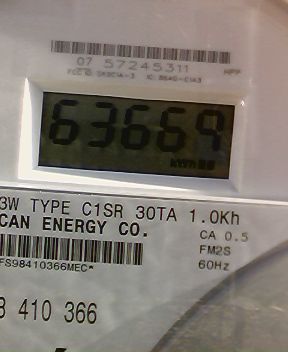 07 57245311
63669
kWh
3W TYPE C1SR 30TA 1.0Kh
CAN ENERGY CO.
CA 0.5
FM2S
60Hz
FS98410366MEC*
8 410 366